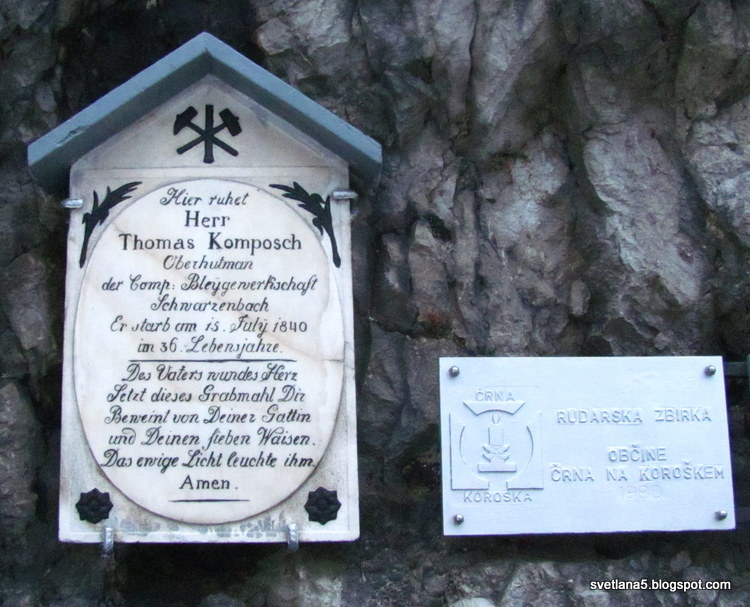 Hier ruhet
Herr
Thomas Komposch
Oberhutman
der Comp: Bleÿgewerkschaft
Schwarzenbach
Er starb am 15. Julÿ 1840
im 36. Lebensjahre.
Des Vaters wundes Herz
Setzt dieses Grabmahl Dir
Beweint von Deiner Gattin
und Deinen sieben Waisen.
Das ewige Licht leuchte ihm.
Amen.
ČRNA
KOROŠKA
RUDARSKA ZBIRKA
OBČINE
ČRNA NA KOROŠKEM
svetlana5.blogspot.com